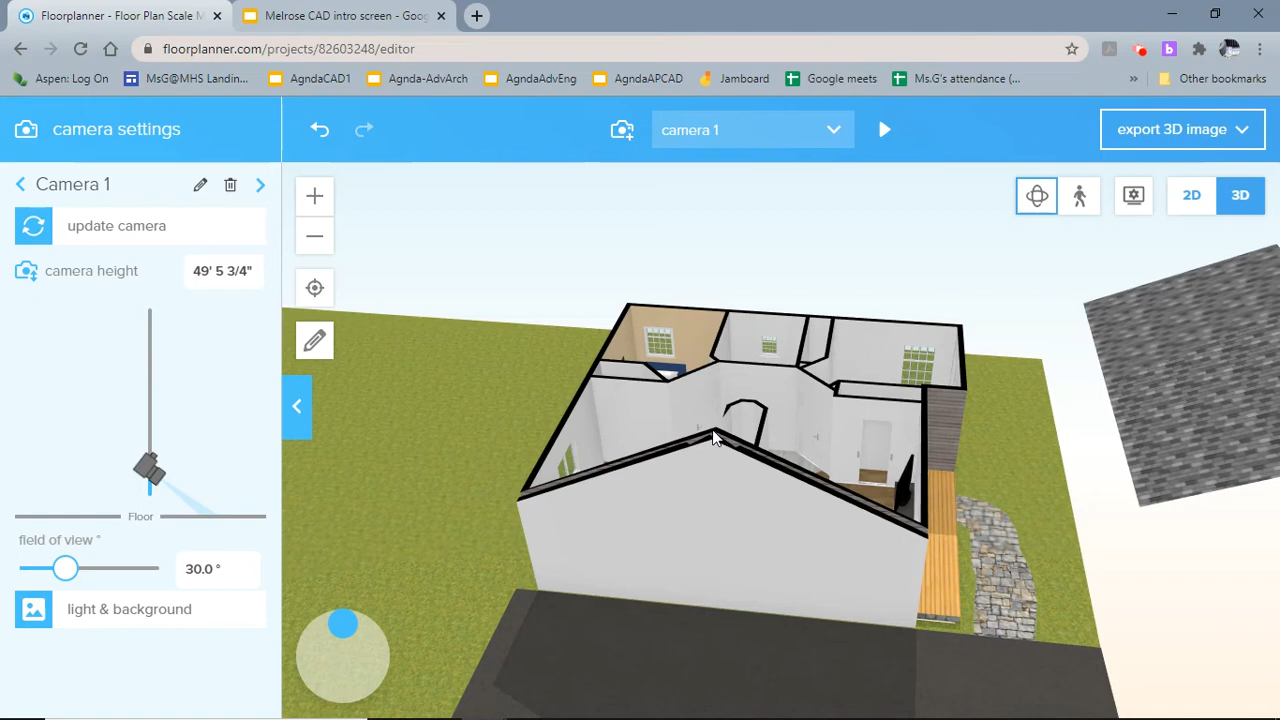 Floorplanner - Floor Plan Scale M
Melrose CAD intro screen - Goog
floorplanner.com/projects/82603248/editor
Aspen: Log On
MsG@MHS Landin...
AgndaCAD1
Agnda-AdvArch
AgndaAdvEng
AgndaAPCAD
Jamboard
Google meets
Ms.G's attendance (...
»
Other bookmarks
camera settings
camera 1
export 3D image
Camera 1
2D
3D
update camera
camera height
49' 5 3/4"
Floor
field of view °
30.0 °
light & background